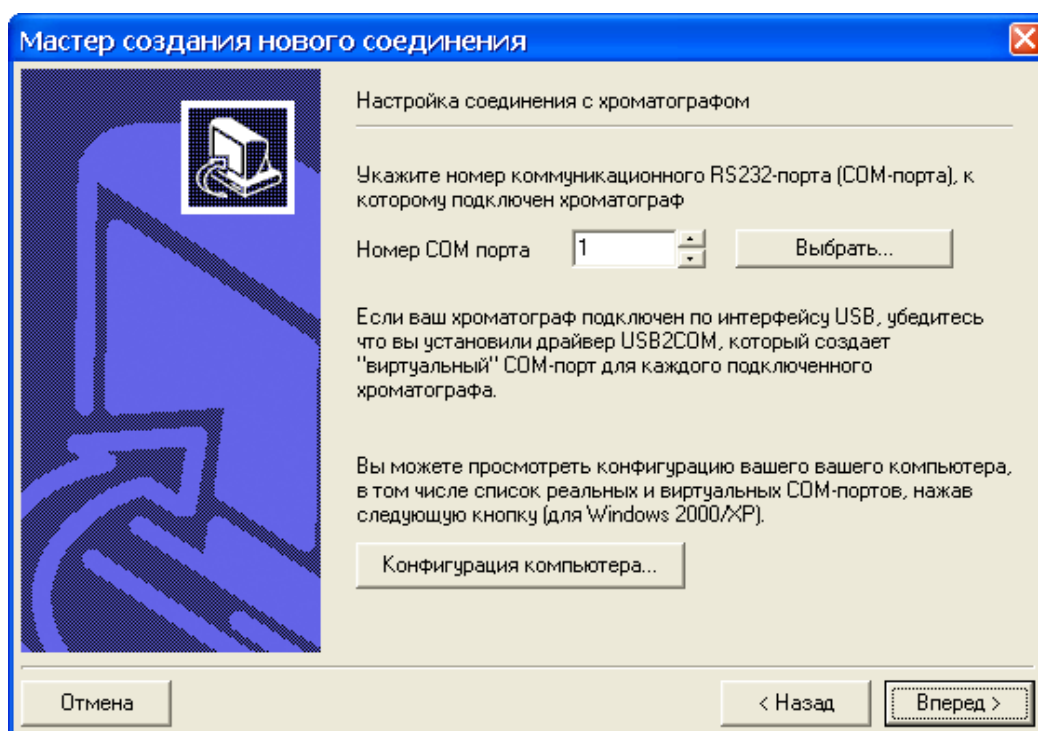 Мастер создания нового соединения
Настройка соединения с хроматографом
Укажите номер коммуникационного RS232-порта (COM-порта), к
которому подключен хроматограф
Номер COM порта 1 Выбрать...
Если ваш хроматограф подключен по интерфейсу USB, убедитесь
что вы установили драйвер USB2COM, который создает
"виртуальный" COM-порт для каждого подключенного
хроматографа.
Вы можете просмотреть конфигурацию вашего вашего компьютера,
в том числе список реальных и виртуальных COM-портов, нажав
следующую кнопку (для Windows 2000/XP).
Конфигурация компьютера...
Отмена < Назад Вперед >